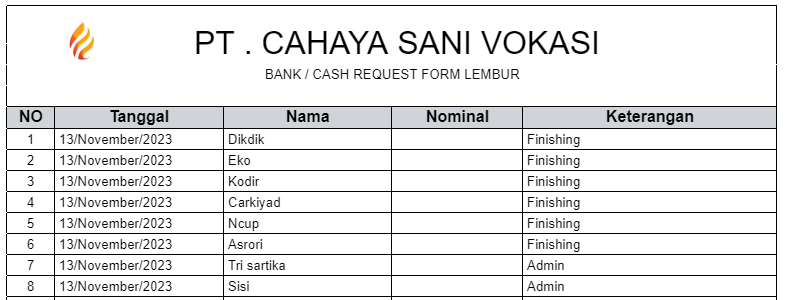 PT . CAHAYA SANI VOKASI
BANK / CASH REQUEST FORM LEMBUR
NO Tanggal Nama Nominal Keterangan
1 13/November/2023 Dikdik Finishing
2 13/November/2023 Eko Finishing
3 13/November/2023 Kodir Finishing
4 13/November/2023 Carkiyad Finishing
5 13/November/2023 Ncup Finishing
6 13/November/2023 Asrori Finishing
7 13/November/2023 Tri sartika Admin
8 13/November/2023 Sisi Admin